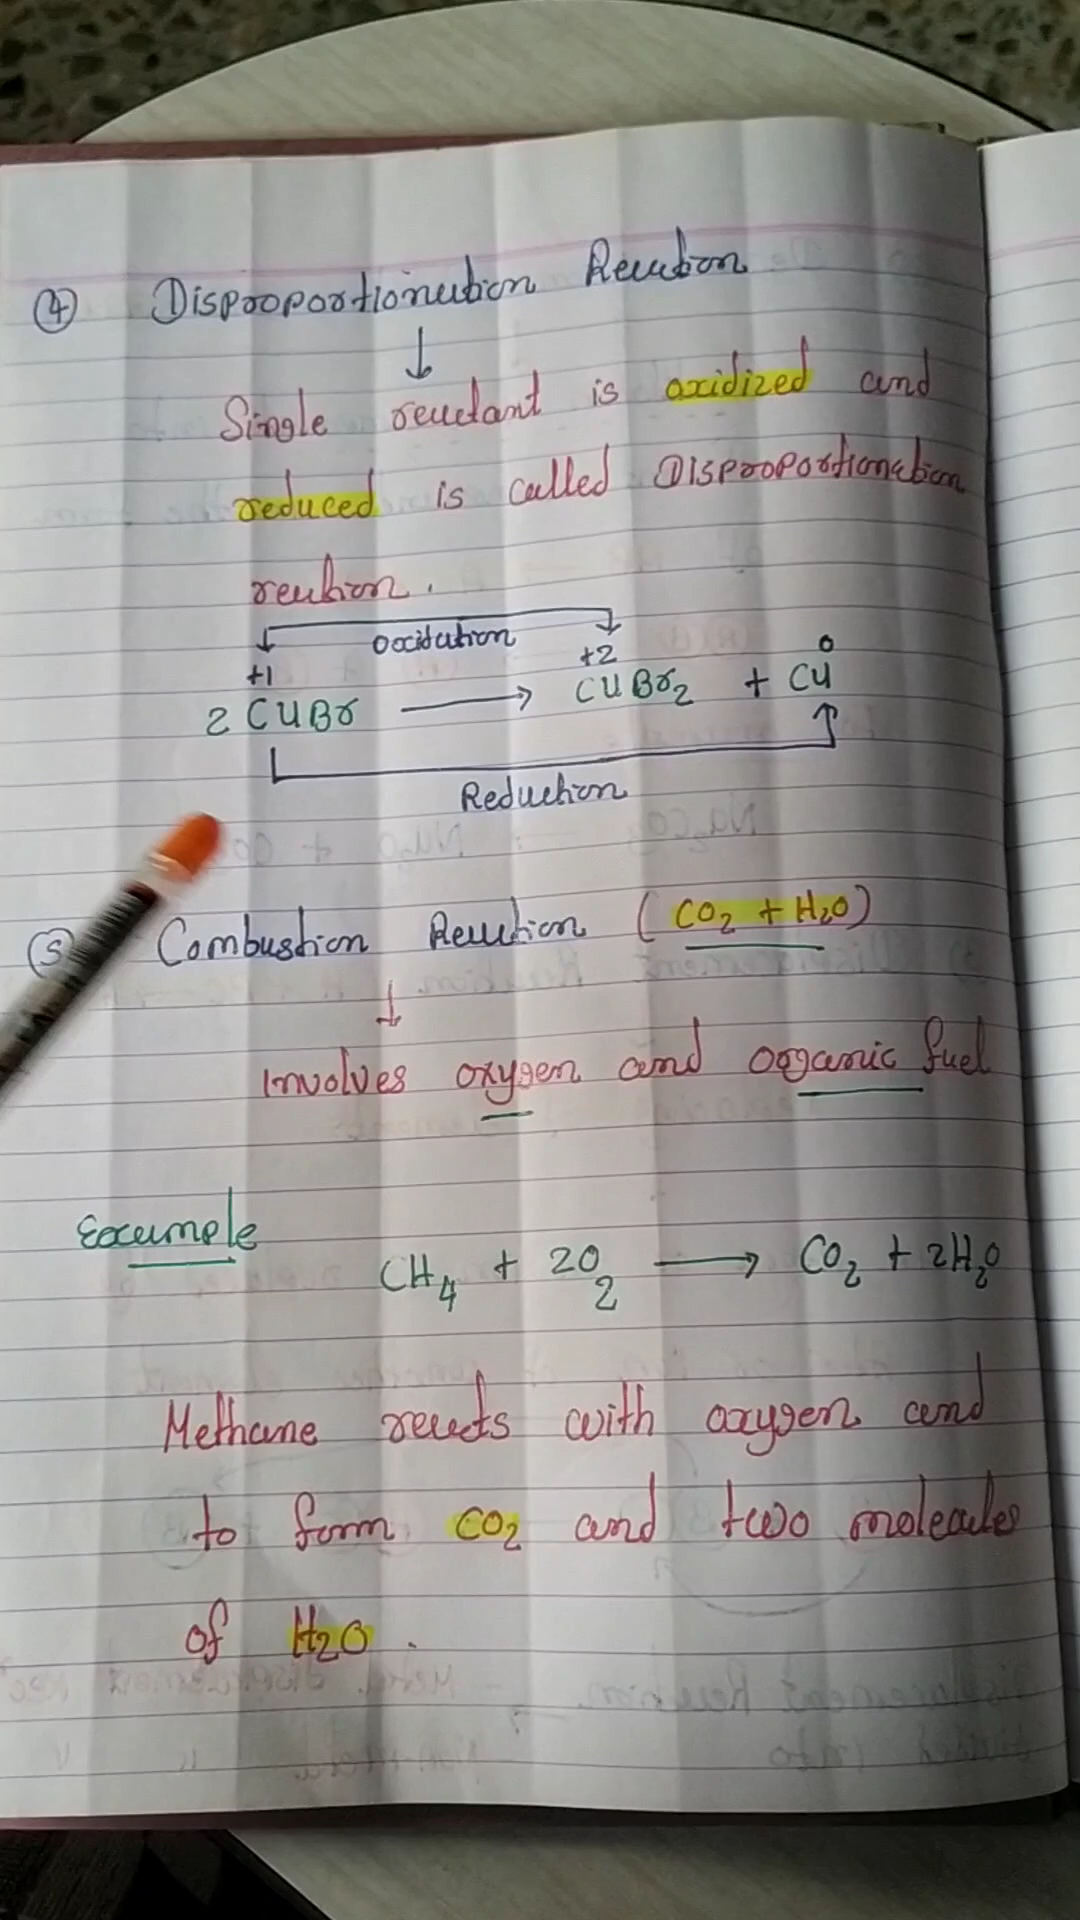 ④ Disproportionation Reaction
↓
Single reactant is oxidized and
reduced is called Disproportionation
reaction.
oxidation
+1 +2 0
2 CUBr → CUBr₂ + CU
Reduction
⑤ Combustion Reaction (CO₂ + H₂O)
↓
Involves oxygen and organic fuel
Example
CH₄ + 2O₂ → CO₂ + 2H₂O
Methane reacts with oxygen and
to form CO₂ and two molecules
of H₂O.